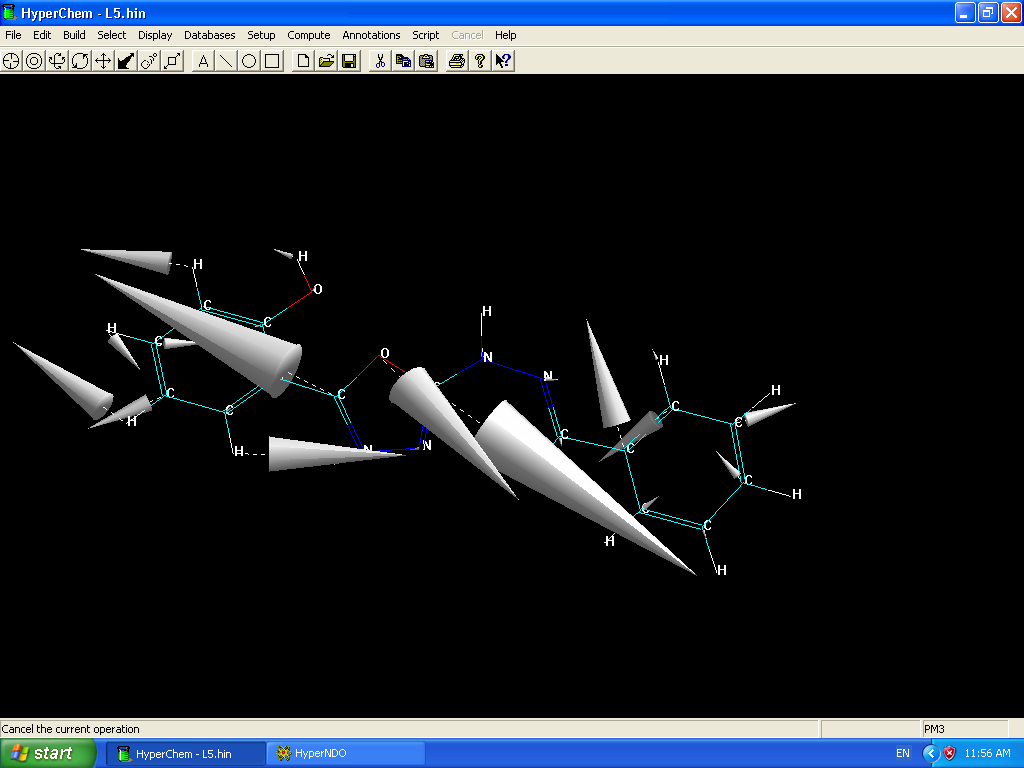 HyperChem - L5.hin
File Edit Build Select Display Databases Setup Compute Annotations Script Cancel Help
A
H H
O
C C
H C O H
N
N
H
C C
C H
H N N C C C
C
C H
C C
H
H
Cancel the current operation PM3
start HyperChem - L5.hin HyperNDO EN 11:56 AM